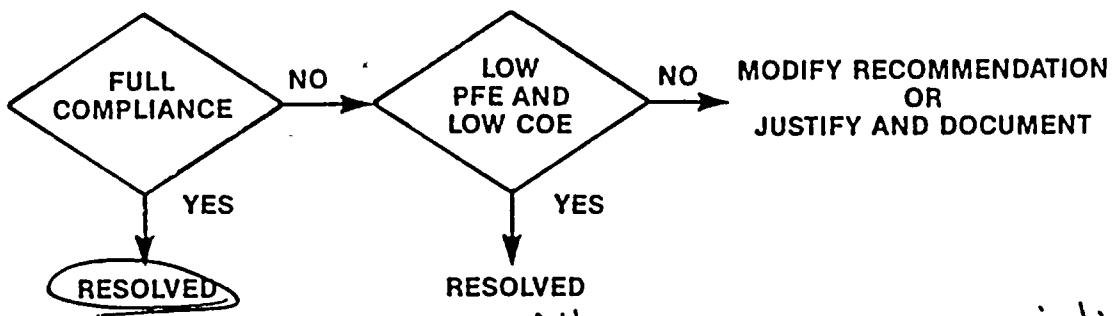 FULL
COMPLIANCE
NO
LOW
PFE AND
LOW COE
NO
MODIFY RECOMMENDATION
OR
JUSTIFY AND DOCUMENT
YES
YES
RESOLVED
RESOLVED